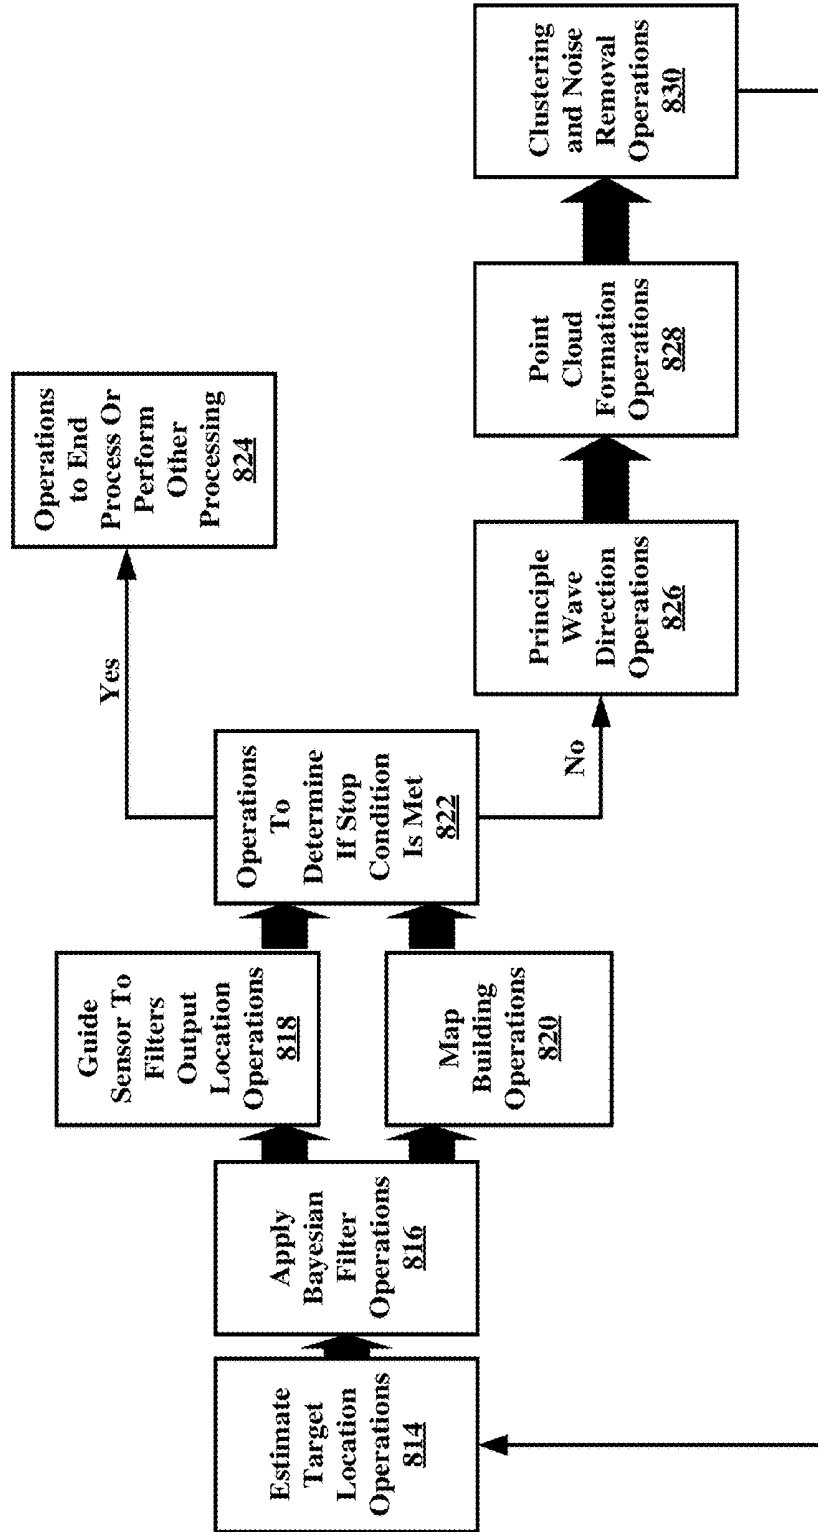 Estimate
Target
Location
Operations
814
Apply
Bayesian
Filter
Operations
816
Guide
Sensor To
Filters
Output
Location
Operations
818
Map
Building
Operations
820
Operations
To
Determine
If Stop
Condition
Is Met
822
Yes
No
Operations
to End
Process Or
Perform
Other
Processing
824
Principle
Wave
Direction
Operations
826
Point
Cloud
Formation
Operations
828
Clustering
and Noise
Removal
Operations
830